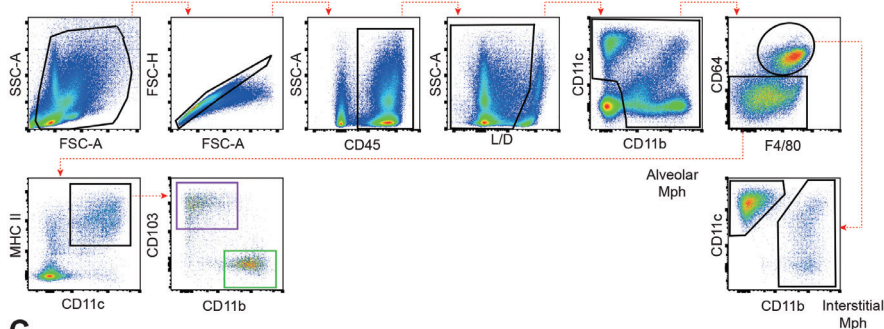 SSC-A
FSC-A
FSC-H
FSC-A
SSC-A
CD45
SSC-A
L/D
CD11c
CD11b
CD64
F4/80
MHC II
CD11c
CD103
CD11b
Alveolar
Mph
CD11c
CD11b
Interstitial
Mph